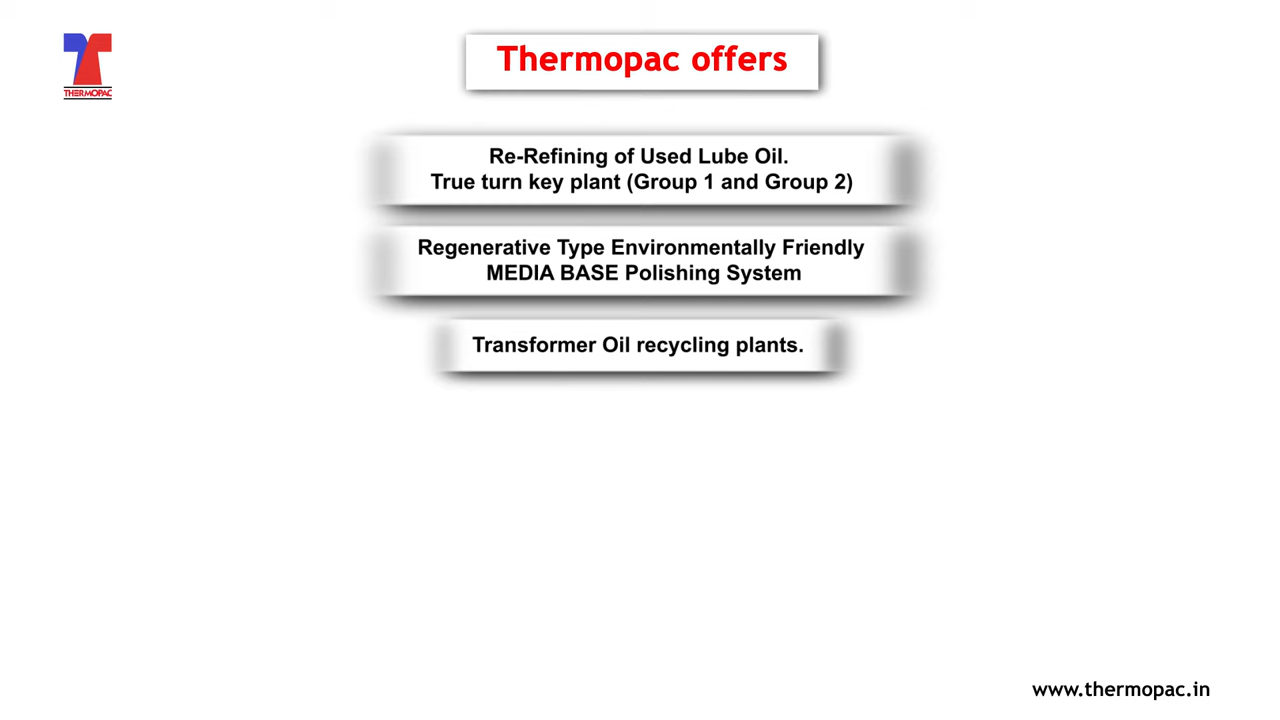 THERMOPAC
Thermopac offers
Re-Refining of Used Lube Oil.
True turn key plant (Group 1 and Group 2)
Regenerative Type Environmentally Friendly
MEDIA BASE Polishing System
Transformer Oil recycling plants.
www.thermopac.in